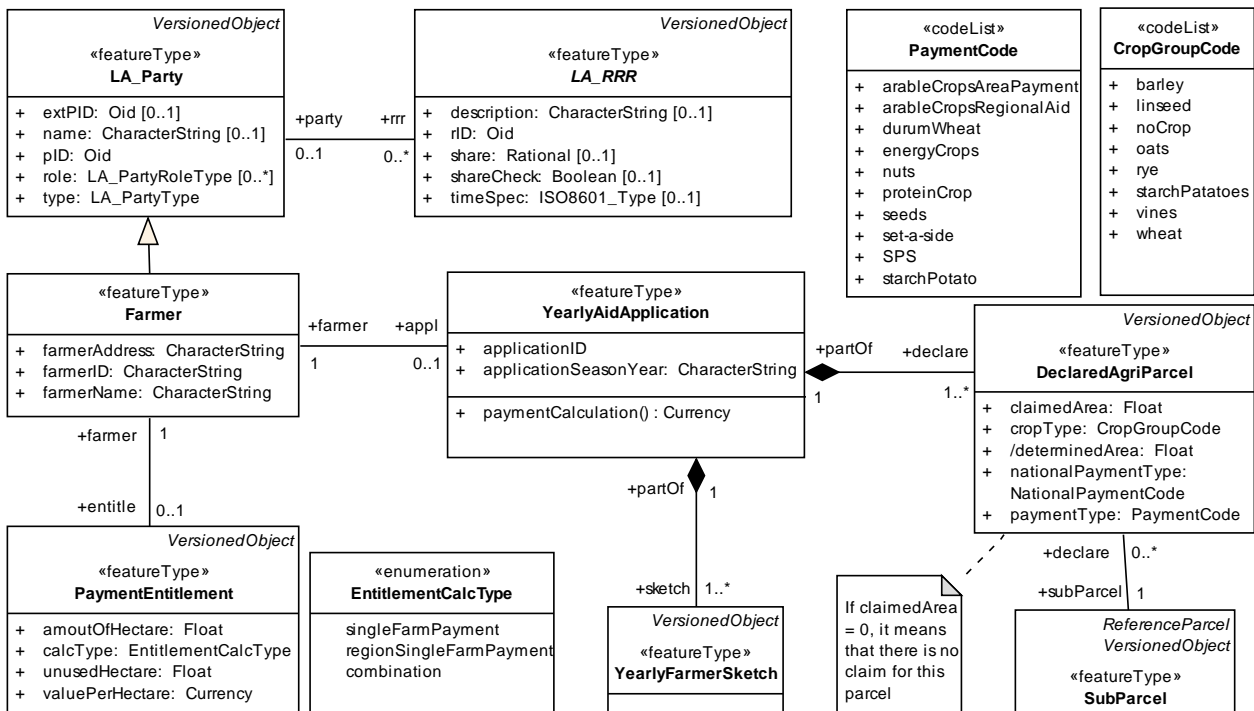 VersionedObject
«featureType»
LA_Party
+ extPID: Oid [0..1]
+ name: CharacterString [0..1]
+ pID: Oid
+ role: LA_PartyRoleType [0..*]
+ type: LA_PartyType
+party
0..1
+rrr
0..*
VersionedObject
«featureType»
LA_RRR
+ description: CharacterString [0..1]
+ rID: Oid
+ share: Rational [0..1]
+ shareCheck: Boolean [0..1]
+ timeSpec: ISO8601_Type [0..1]
«codeList»
PaymentCode
+ arableCropsAreaPayment
+ arableCropsRegionalAid
+ durumWheat
+ energyCrops
+ nuts
+ proteinCrop
+ seeds
+ set-a-side
+ SPS
+ starchPotato
«codeList»
CropGroupCode
+ barley
+ linseed
+ noCrop
+ oats
+ rye
+ starchPatatoes
+ vines
+ wheat
«featureType»
Farmer
+ farmerAddress: CharacterString
+ farmerID: CharacterString
+ farmerName: CharacterString
+farmer
1
+appl
0..1
«featureType»
YearlyAidApplication
+ applicationID
+ applicationSeasonYear: CharacterString
+ paymentCalculation() : Currency
+partOf
1
+declare
1..*
VersionedObject
«featureType»
DeclaredAgriParcel
+ claimedArea: Float
+ cropType: CropGroupCode
+ /determinedArea: Float
+ nationalPaymentType:
NationalPaymentCode
+ paymentType: PaymentCode
+farmer
1
+entitle
0..1
VersionedObject
«featureType»
PaymentEntitlement
+ amoutOfHectare: Float
+ calcType: EntitlementCalcType
+ unusedHectare: Float
+ valuePerHectare: Currency
«enumeration»
EntitlementCalcType
singleFarmPayment
regionSingleFarmPayment
combination
+partOf
1
+sketch
1..*
VersionedObject
«featureType»
YearlyFarmerSketch
If claimedArea
= 0, it means
that there is no
claim for this
parcel
+declare
0..*
+subParcel
1
ReferenceParcel
VersionedObject
«featureType»
SubParcel